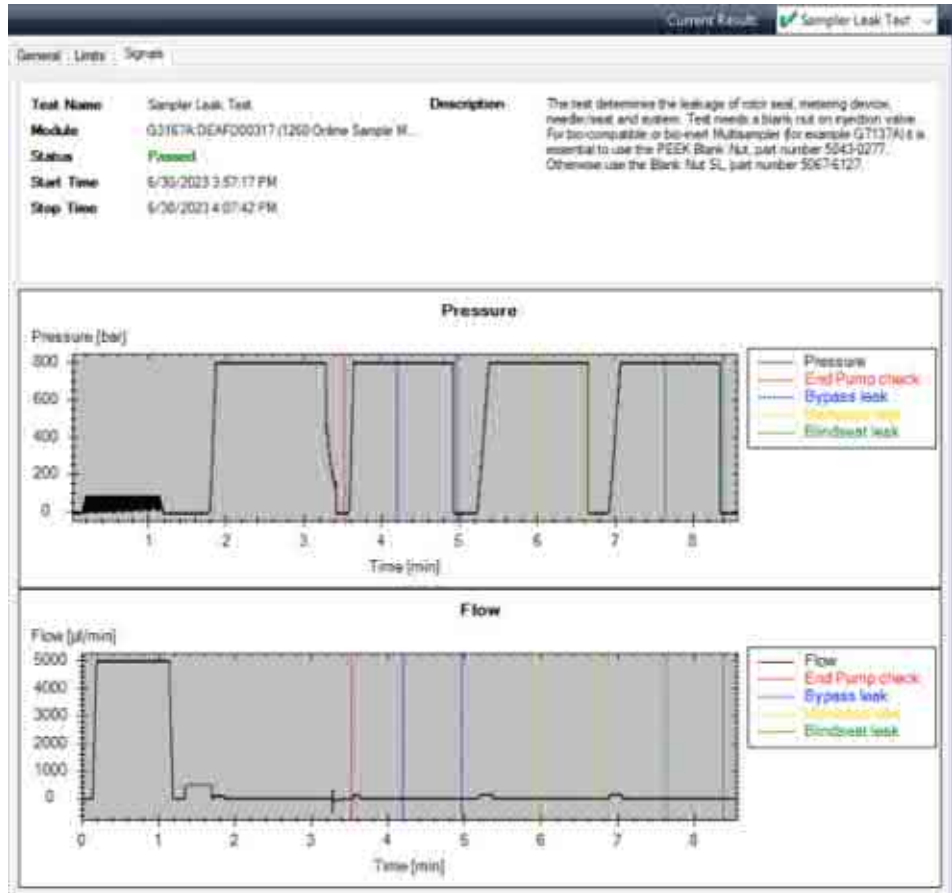 Current Result: Sampler Leak Test
General Limits Signals
Test Name Sampler Leak Test Description The test determines the leakage of rotor seal, metering device,
Module G3167A:DEAFD00317 (1260 Online Sample M... needle/seat and system. Test needs a blank nut on injection valve.
Status Passed For bio-compatible or bio-inert Multisampler (for example G7137A) it is
Start Time 6/30/2023 3:57:17 PM essential to use the PEEK Blank Nut, part number 5043-0277.
Stop Time 6/30/2023 4:07:42 PM Otherwise use the Blank Nut SL, part number 5067-6127.
Pressure
Pressure [bar]
800
600
400
200
0
1 2 3 4 5 6 7 8
Time [min]
Pressure
End Pump check
Bypass leak
Blindseat leak
Flow
Flow [µl/min]
5000
4000
3000
2000
1000
0
0 1 2 3 4 5 6 7 8
Time [min]
Flow
End Pump check
Bypass leak
Blindseat leak